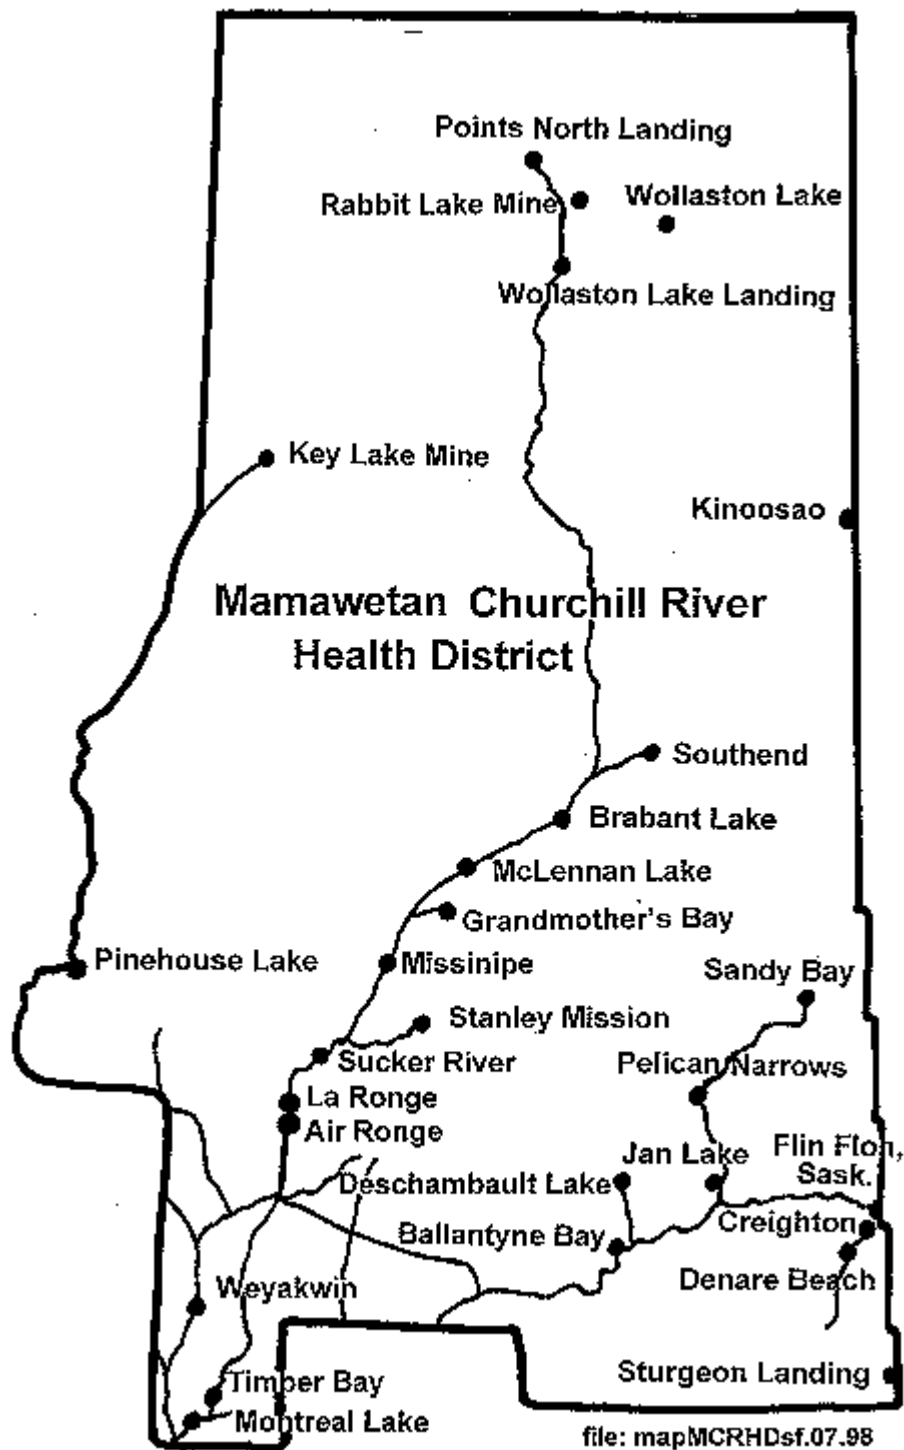 Points North Landing
Rabbit Lake Mine
Wollaston Lake
Wollaston Lake Landing
Key Lake Mine
Kinoosao
Mamawetan Churchill River
Health District
Southend
Brabant Lake
McLennan Lake
Grandmother's Bay
Pinehouse Lake
Missinipe
Sandy Bay
Stanley Mission
Sucker River
Pelican Narrows
La Ronge
Air Ronge
Flin Flon,
Sask.
Jan Lake
Deschambault Lake
Creighton
Ballantyne Bay
Denare Beach
Weyakwin
Sturgeon Landing
Timber Bay
Montreal Lake
file: mapMCRHDsf.07.98